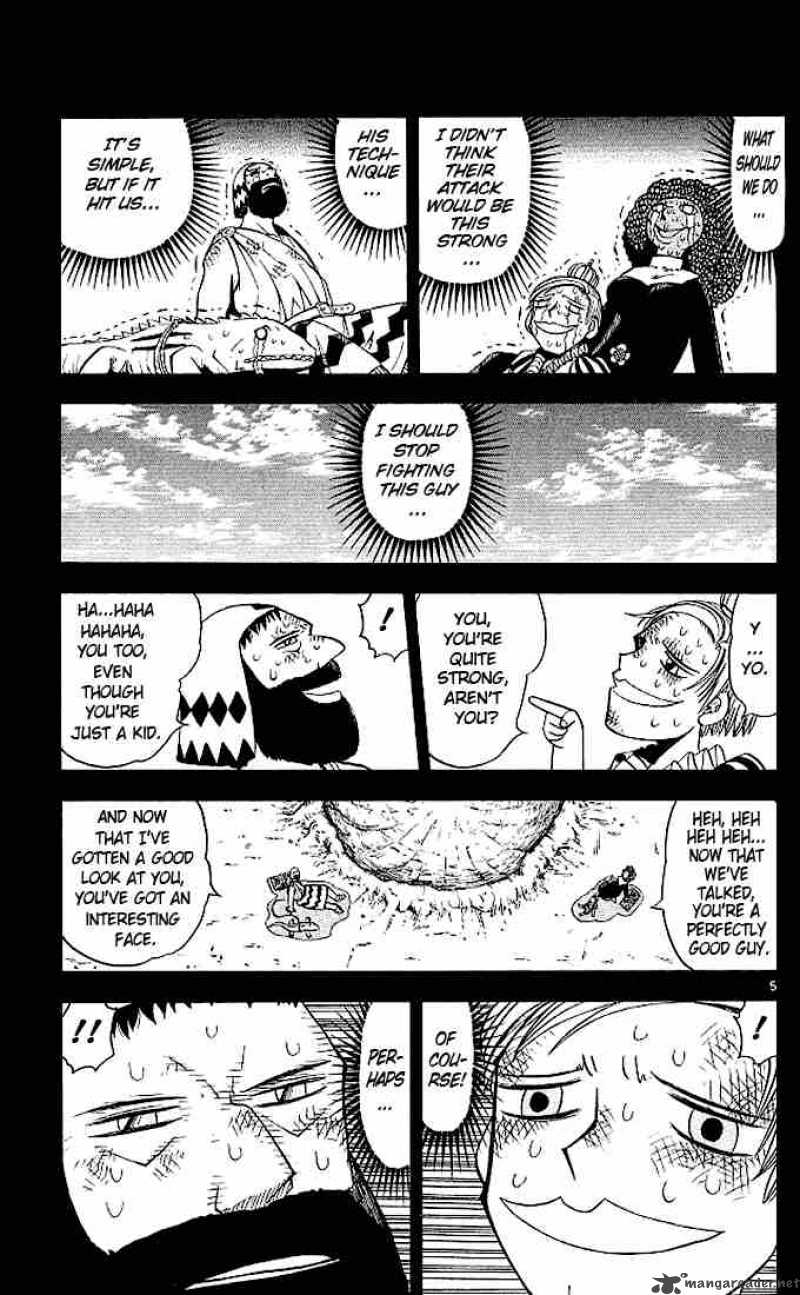 WHAT
SHOULD
WE DO
...
I DIDN'T
THINK
THEIR
ATTACK
WOULD BE
THIS
STRONG
HIS
TECH-
NIQUE
...
IT'S
SIMPLE,
BUT IF IT
HIT US...
I SHOULD
STOP
FIGHTING
THIS GUY
...
Y
...
YO.
YOU,
YOU'RE
QUITE
STRONG,
AREN'T
YOU?
!
HA...HAHA
HAHAHA,
YOU TOO,
EVEN
THOUGH
YOU'RE
JUST A KID.
HEH, HEH
HEH HEH...
NOW THAT
WE'VE
TALKED,
YOU'RE A
PERFECTLY
GOOD GUY.
AND NOW
THAT I'VE
GOTTEN A GOOD
LOOK AT YOU,
YOU'VE GOT AN
INTERESTING
FACE.
5
!
OF
COU-
RSE!
PER-
HAPS
...
!!
mangareader.net